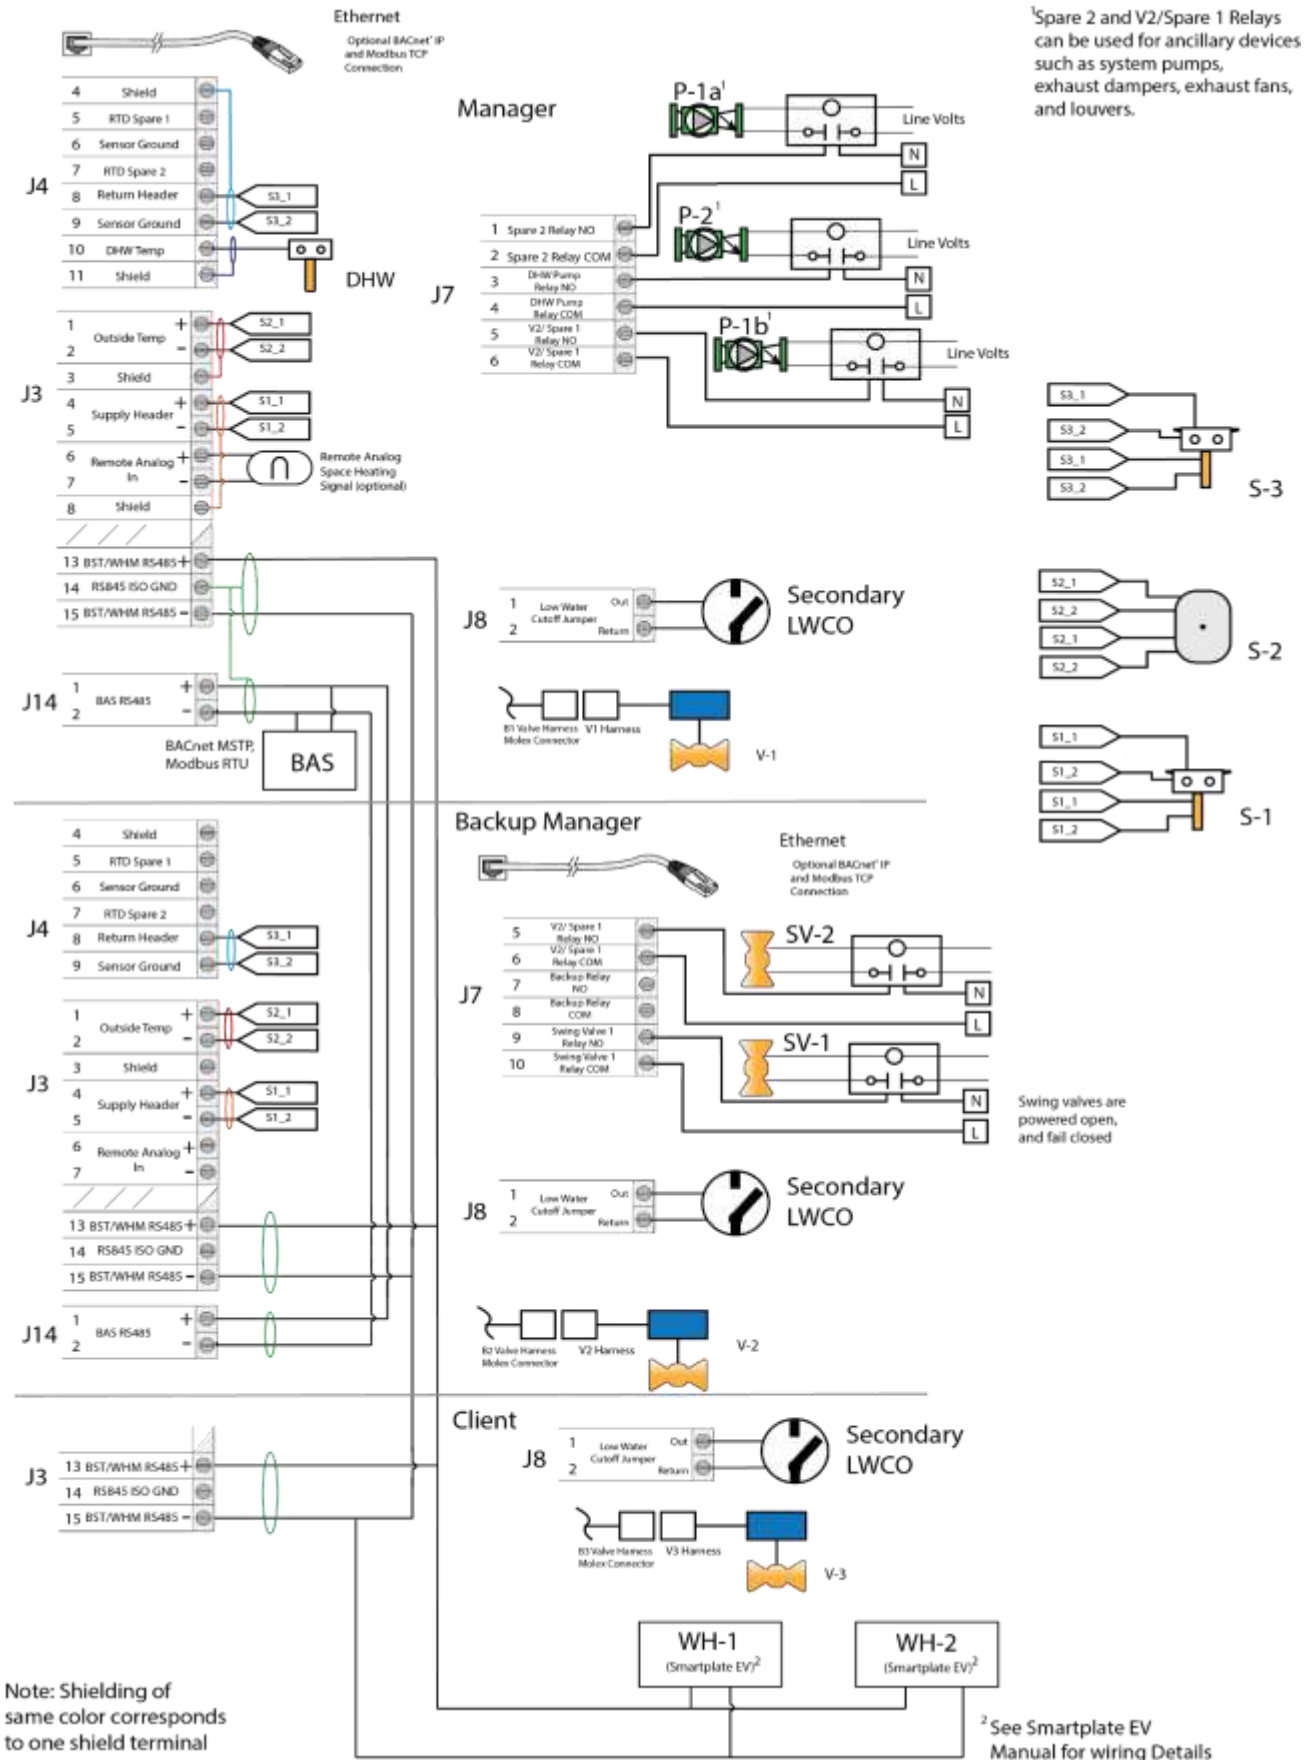 Ethernet
Optional BACnet' IP
and Modbus TCP
Connection
¹Spare 2 and V2/Spare 1 Relays
can be used for ancillary devices
such as system pumps,
exhaust dampers, exhaust fans,
and louvers.
Manager
J4
4 Shield
5 RTD Spare 1
6 Sensor Ground
7 RTD Spare 2
8 Return Header
9 Sensor Ground
10 DHW Temp
11 Shield
S3_1
S3_2
DHW
J3
1 +
Outside Temp
2 -
3 Shield
4 +
Supply Header
5 -
6 +
Remote Analog
In
7 -
8 Shield
S2_1
S2_2
S1_1
S1_2
Remote Analog
Space Heating
Signal (optional)
13 BST/WHM RS485 +
14 RS845 ISO GND
15 BST/WHM RS485 -
J14
1 +
BAS RS485
2 -
BACnet MSTP,
Modbus RTU
BAS
P-1a¹
Line Volts
N
L
P-2¹
Line Volts
N
L
P-1b¹
Line Volts
N
L
J7
1 Spare 2 Relay NO
2 Spare 2 Relay COM
3 DHW Pump
Relay NO
4 DHW Pump
Relay COM
5 V2/ Spare 1
Relay NO
6 V2/ Spare 1
Relay COM
J8
1 Out
Low Water
Cutoff Jumper
2 Return
Secondary
LWCO
B1 Valve Harness
Molex Connector
V1 Harness
V-1
S3_1
S3_2
S3_1
S3_2
S-3
S2_1
S2_2
S2_1
S2_2
S-2
S1_1
S1_2
S1_1
S1_2
S-1
Backup Manager
Ethernet
Optional BACnet' IP
and Modbus TCP
Connection
J4
4 Shield
5 RTD Spare 1
6 Sensor Ground
7 RTD Spare 2
8 Return Header
9 Sensor Ground
S3_1
S3_2
J3
1 +
Outside Temp
2 -
3 Shield
4 +
Supply Header
5 -
6 +
Remote Analog
In
7 -
S2_1
S2_2
S1_1
S1_2
13 BST/WHM RS485 +
14 RS845 ISO GND
15 BST/WHM RS485 -
J14
1 +
BAS RS485
2 -
J7
5 V2/ Spare 1
Relay NO
6 V2/ Spare 1
Relay COM
7 Backup Relay
NO
8 Backup Relay
COM
9 Swing Valve 1
Relay NO
10 Swing Valve 1
Relay COM
SV-2
N
L
SV-1
N
L
Swing valves are
powered open,
and fail closed
J8
1 Out
Low Water
Cutoff Jumper
2 Return
Secondary
LWCO
B2 Valve Harness
Molex Connector
V2 Harness
V-2
Client
J3
13 BST/WHM RS485 +
14 RS845 ISO GND
15 BST/WHM RS485 -
J8
1 Out
Low Water
Cutoff Jumper
2 Return
Secondary
LWCO
B3 Valve Harness
Molex Connector
V3 Harness
V-3
WH-1
(Smartplate EV)²
WH-2
(Smartplate EV)²
Note: Shielding of
same color corresponds
to one shield terminal
² See Smartplate EV
Manual for wiring Details